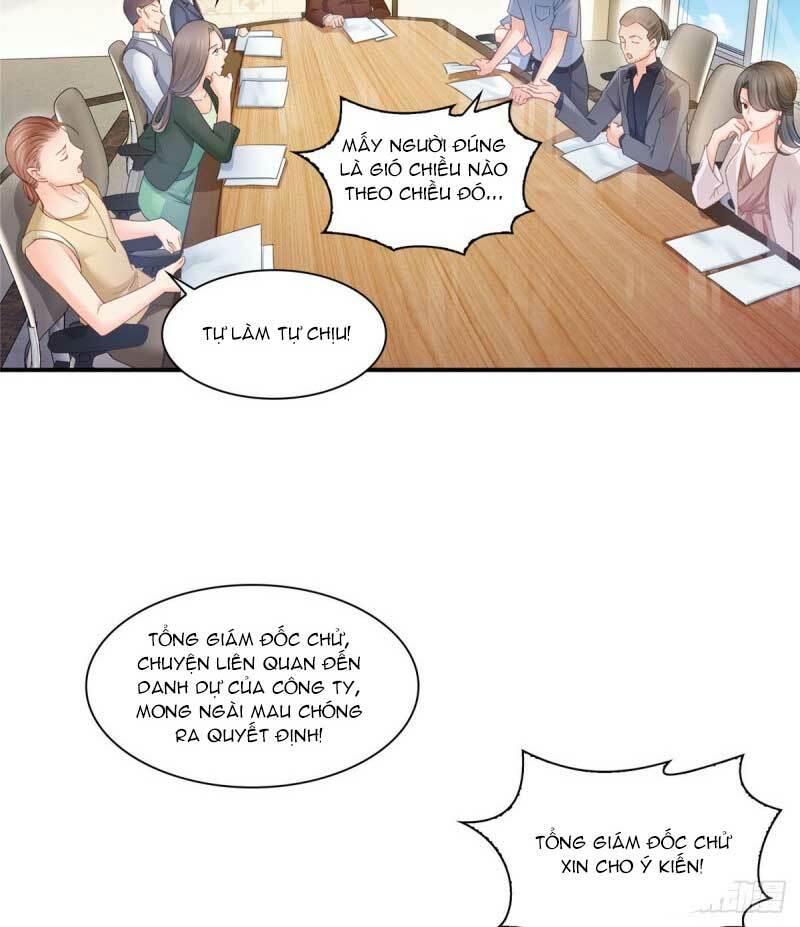 MẤY NGƯỜI ĐÚNG
LÀ GIÓ CHIỀU NÀO
THEO CHIỀU ĐÓ...
TỰ LÀM TỰ CHỊU!
TỔNG GIÁM ĐỐC CHỬ,
CHUYỆN LIÊN QUAN ĐẾN
DANH DỰ CỦA CÔNG TY,
MONG NGÀI MAU CHÓNG
RA QUYẾT ĐỊNH!
TỔNG GIÁM ĐỐC CHỬ
XIN CHO Ý KIẾN!